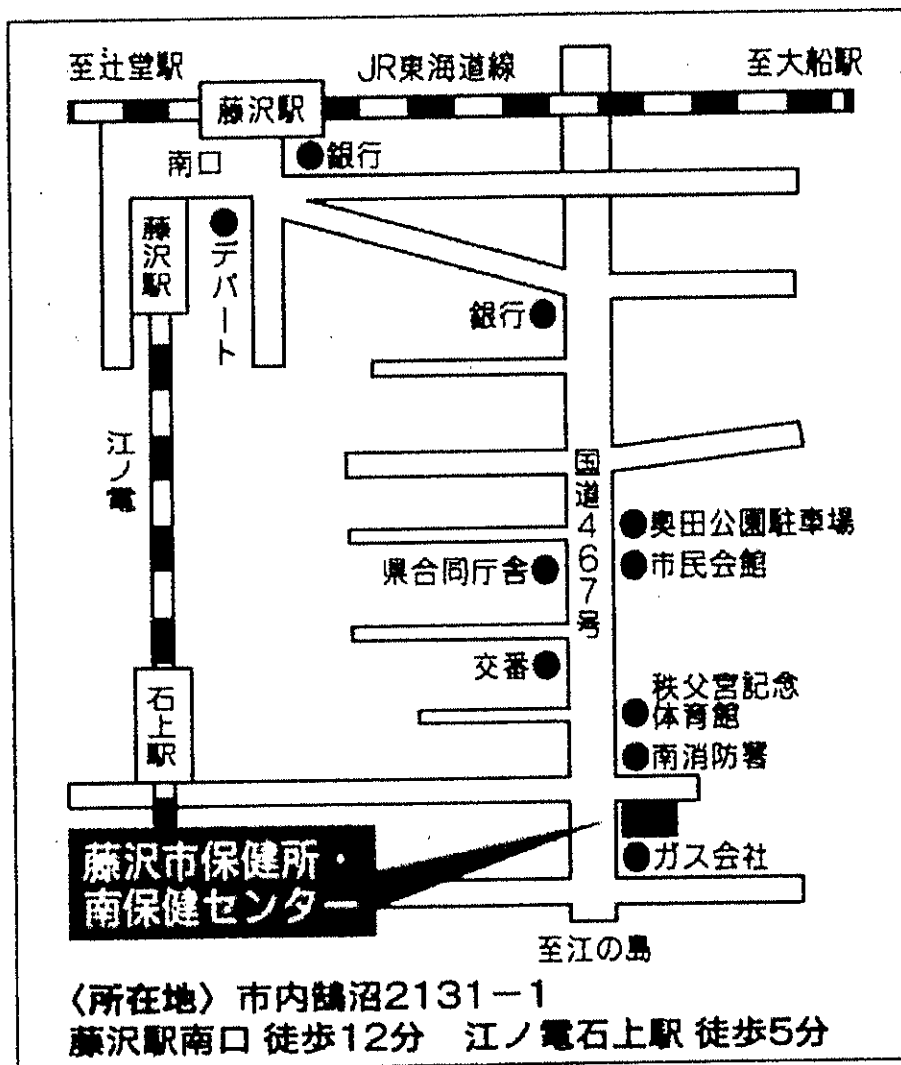 至辻堂駅
JR東海道線
至大船駅
藤沢駅
南口
●銀行
藤沢駅
●デパート
銀行●
江ノ電
国道467号
●奥田公園駐車場
県合同庁舎●
●市民会館
交番●
秩父宮記念
●体育館
石上駅
●南消防署
藤沢市保健所・
南保健センター
●ガス会社
至江の島
〈所在地〉市内鵠沼2131−1
藤沢駅南口 徒歩12分　江ノ電石上駅 徒歩5分